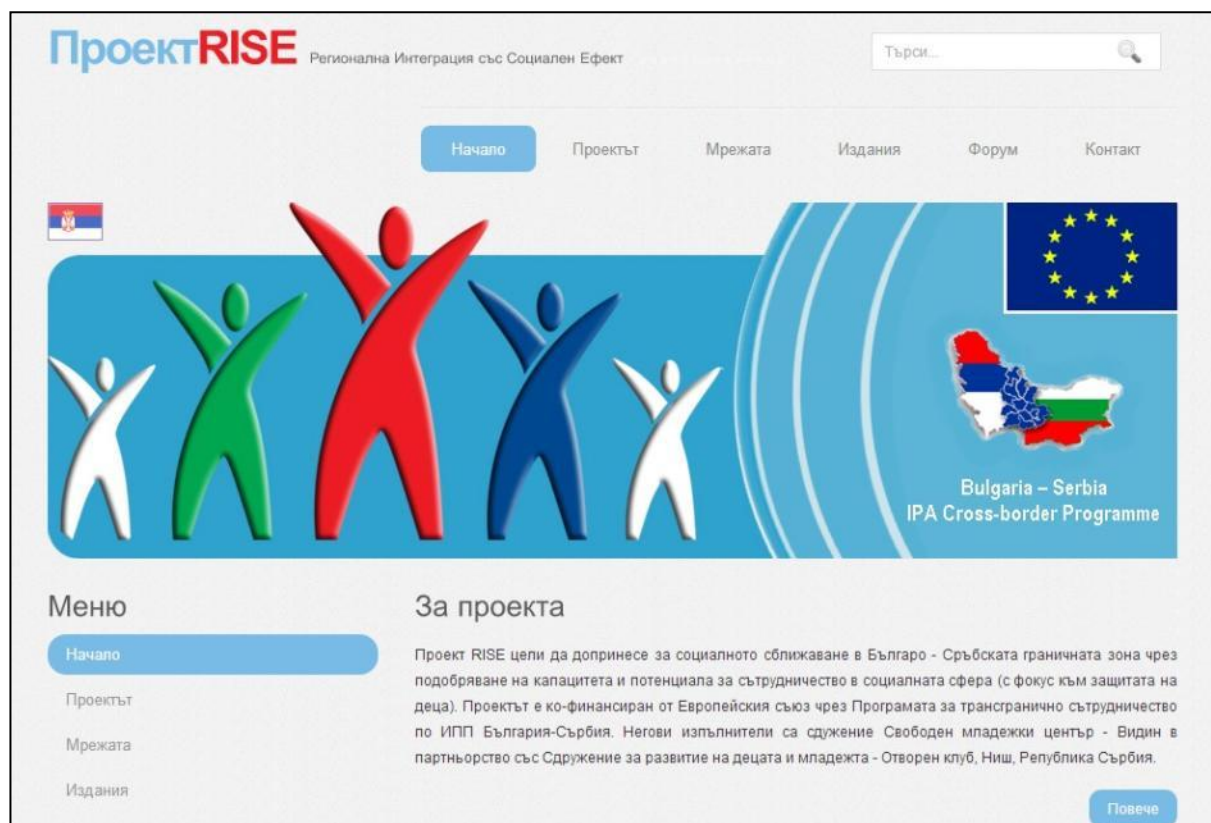 ПроектRISE Регионална Интеграция със Социален Ефект
Търси...
Начало Проектът Мрежата Издания Форум Контакт
Bulgaria – Serbia
IPA Cross-border Programme
Меню
Начало
Проектът
Мрежата
Издания
За проекта
Проект RISE цели да допринесе за социалното сближаване в Българо - Сръбската граничната зона чрез
подобряване на капацитета и потенциала за сътрудничество в социалната сфера (с фокус към защитата на
деца). Проектът е ко-финансиран от Европейския съюз чрез Програмата за трансгранично сътрудничество
по ИПП България-Сърбия. Негови изпълнители са сдужение Свободен младежки център - Видин в
партньорство със Сдружение за развитие на децата и младежта - Отворен клуб, Ниш, Република Сърбия.
Повече